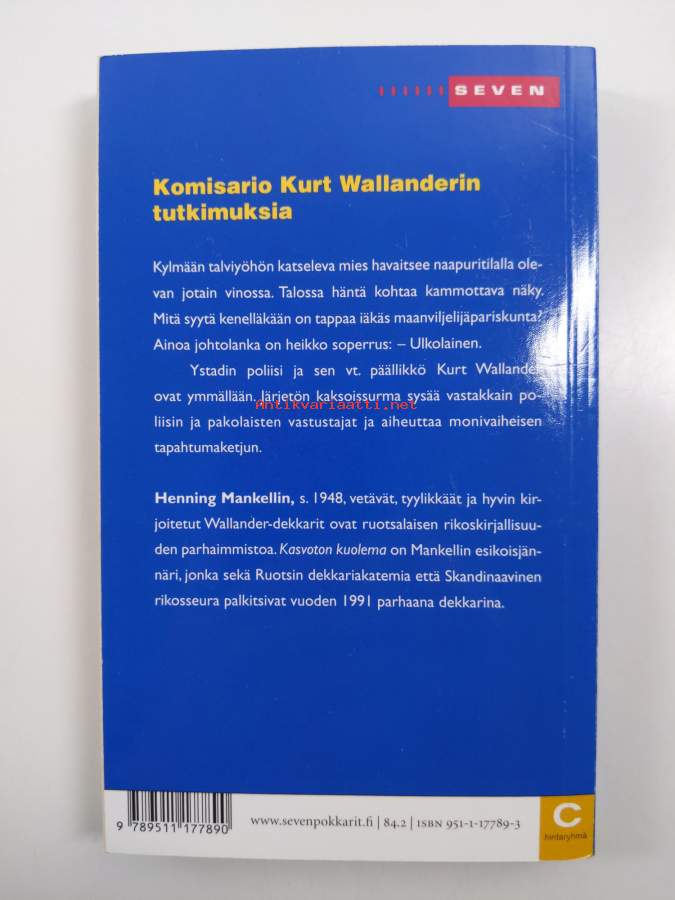 SEVEN
Komisario Kurt Wallanderin
tutkimuksia
Kylmään talviyöhön katseleva mies havaitsee naapuritilalla ole-
van jotain vinossa. Talossa häntä kohtaa kammottava näky.
Mitä syytä kenelläkään on tappaa iäkäs maanviljelijäpariskunta?
Ainoa johtolanka on heikko soperrus: – Ulkolainen.
Ystadin poliisi ja sen vt. päällikkö Kurt Wallander
ovat ymmällään. Järjetön kaksoissurma sysää vastakkain po-
Antikvariaatti.net
liisin ja pakolaisten vastustajat ja aiheuttaa monivaiheisen
tapahtumaketjun.
Henning Mankellin, s. 1948, vetävät, tyylikkäät ja hyvin kir-
joitetut Wallander-dekkarit ovat ruotsalaisen rikoskirjallisuu-
den parhaimmistoa. Kasvoton kuolema on Mankellin esikoisjän-
näri, jonka sekä Ruotsin dekkariakatemia että Skandinaavinen
rikosseura palkitsivat vuoden 1991 parhaana dekkarina.
9 789511 177890
www.sevenpokkarit.fi | 84.2 | ISBN 951-1-17789-3
C
hintaryhmä